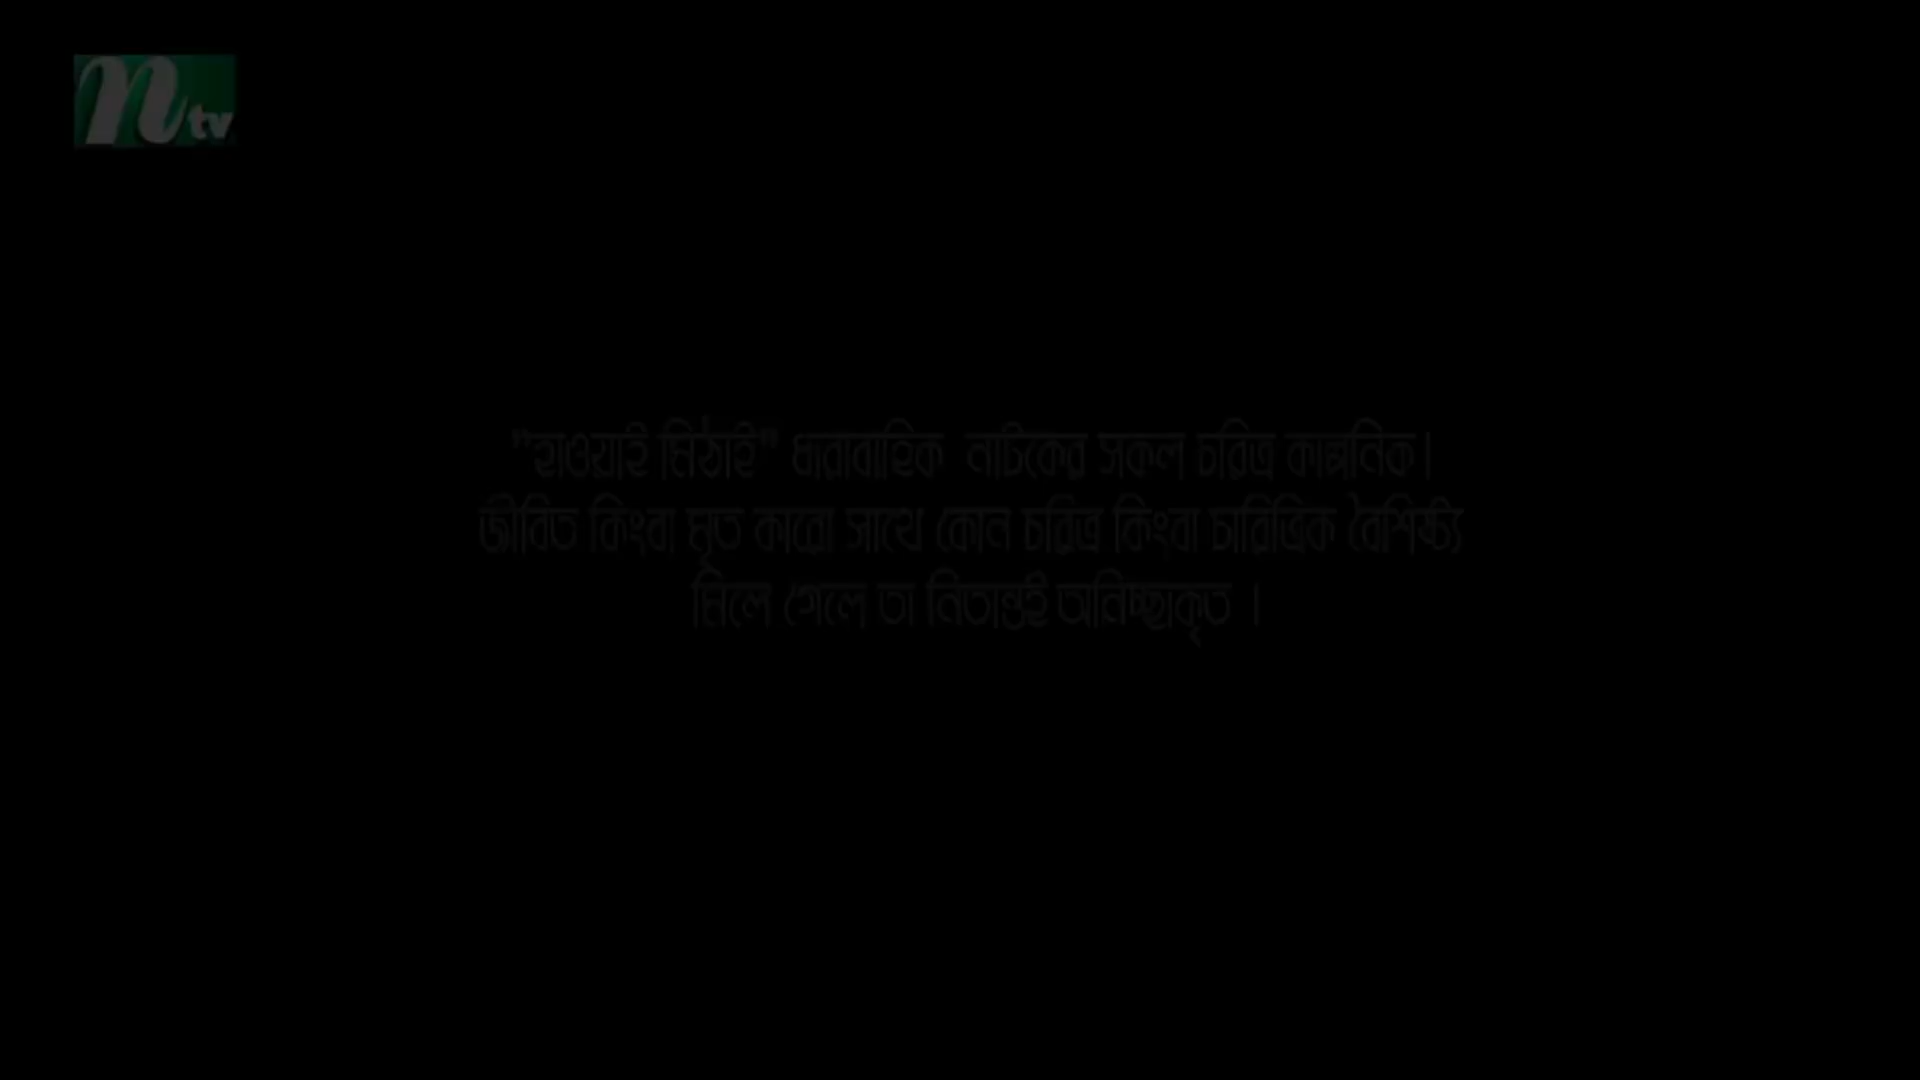 ntv
"হাওয়াই মিঠাই" ধারাবাহিক নাটকের সকল চরিত্র কাল্পনিক।
জীবিত কিংবা মৃত কারো সাথে কোন চরিত্র কিংবা চারিত্রিক বৈশিষ্ট্য
মিলে গেলে তা নিতান্তই অনিচ্ছাকৃত ।